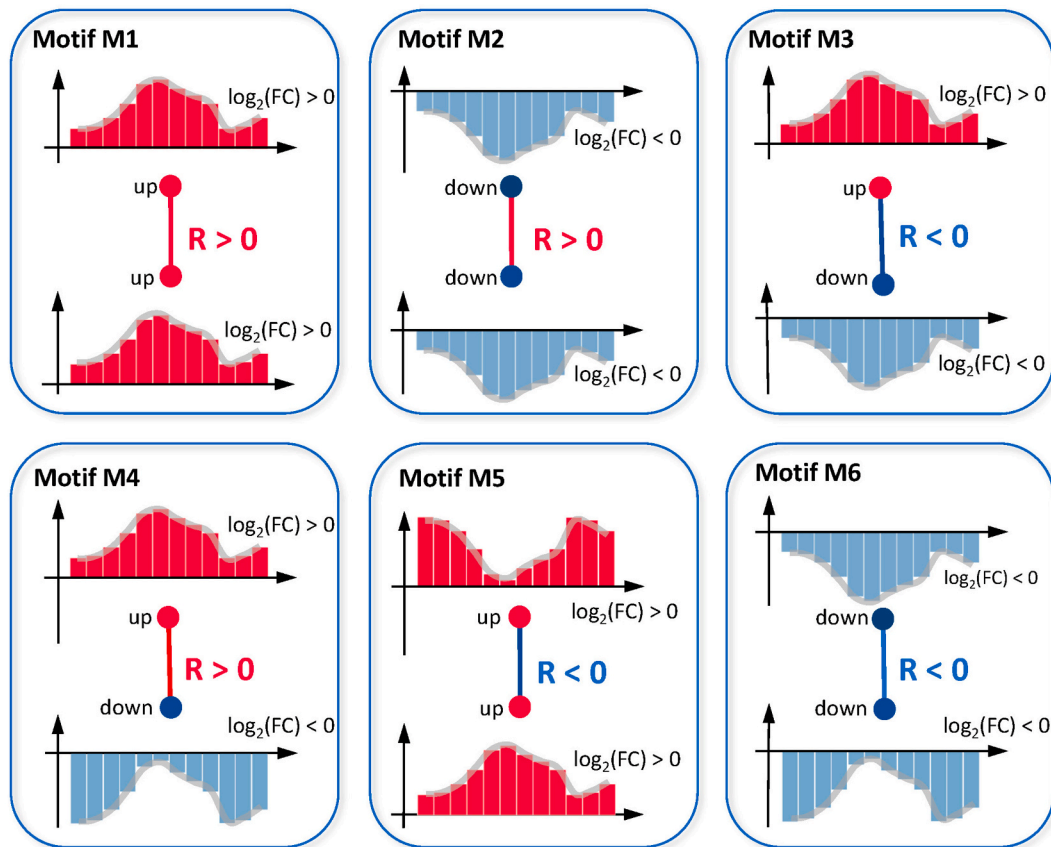 Motif M1
log₂(FC) > 0
up
R > 0
up
log₂(FC) > 0
Motif M2
log₂(FC) < 0
down
R > 0
down
log₂(FC) < 0
Motif M3
log₂(FC) > 0
up
R < 0
down
log₂(FC) < 0
Motif M4
log₂(FC) > 0
up
R > 0
down
log₂(FC) < 0
Motif M5
log₂(FC) > 0
up
R < 0
up
log₂(FC) > 0
Motif M6
log₂(FC) < 0
down
R < 0
down
log₂(FC) < 0